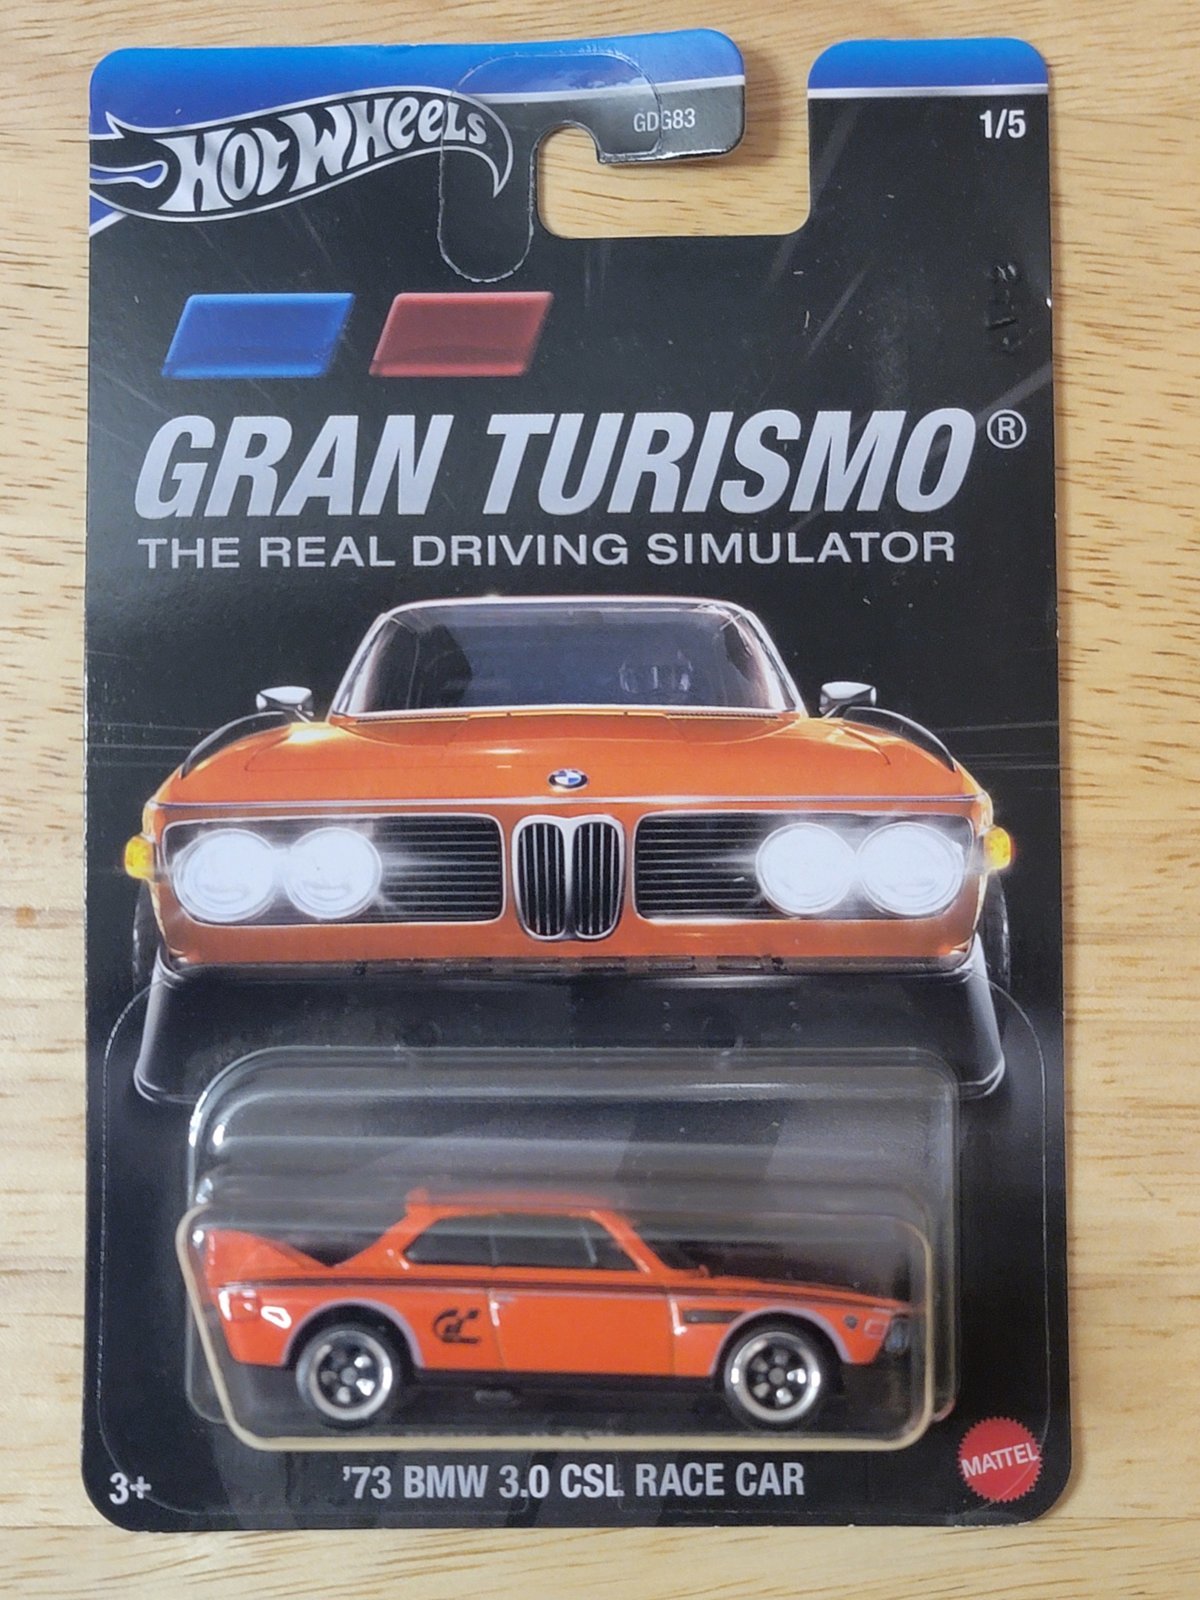 HOT WHEELS
GDG83
1/5
GRAN TURISMO®
THE REAL DRIVING SIMULATOR
3+
'73 BMW 3.0 CSL RACE CAR
MATTEL